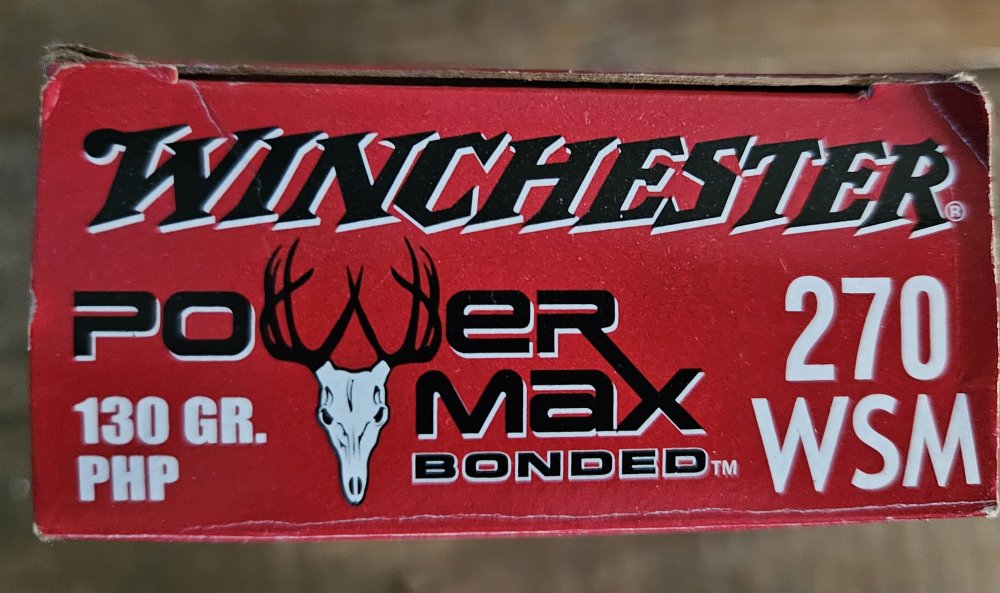 WINCHESTER®
POWER
MAX
BONDED™
130 GR.
PHP
270
WSM